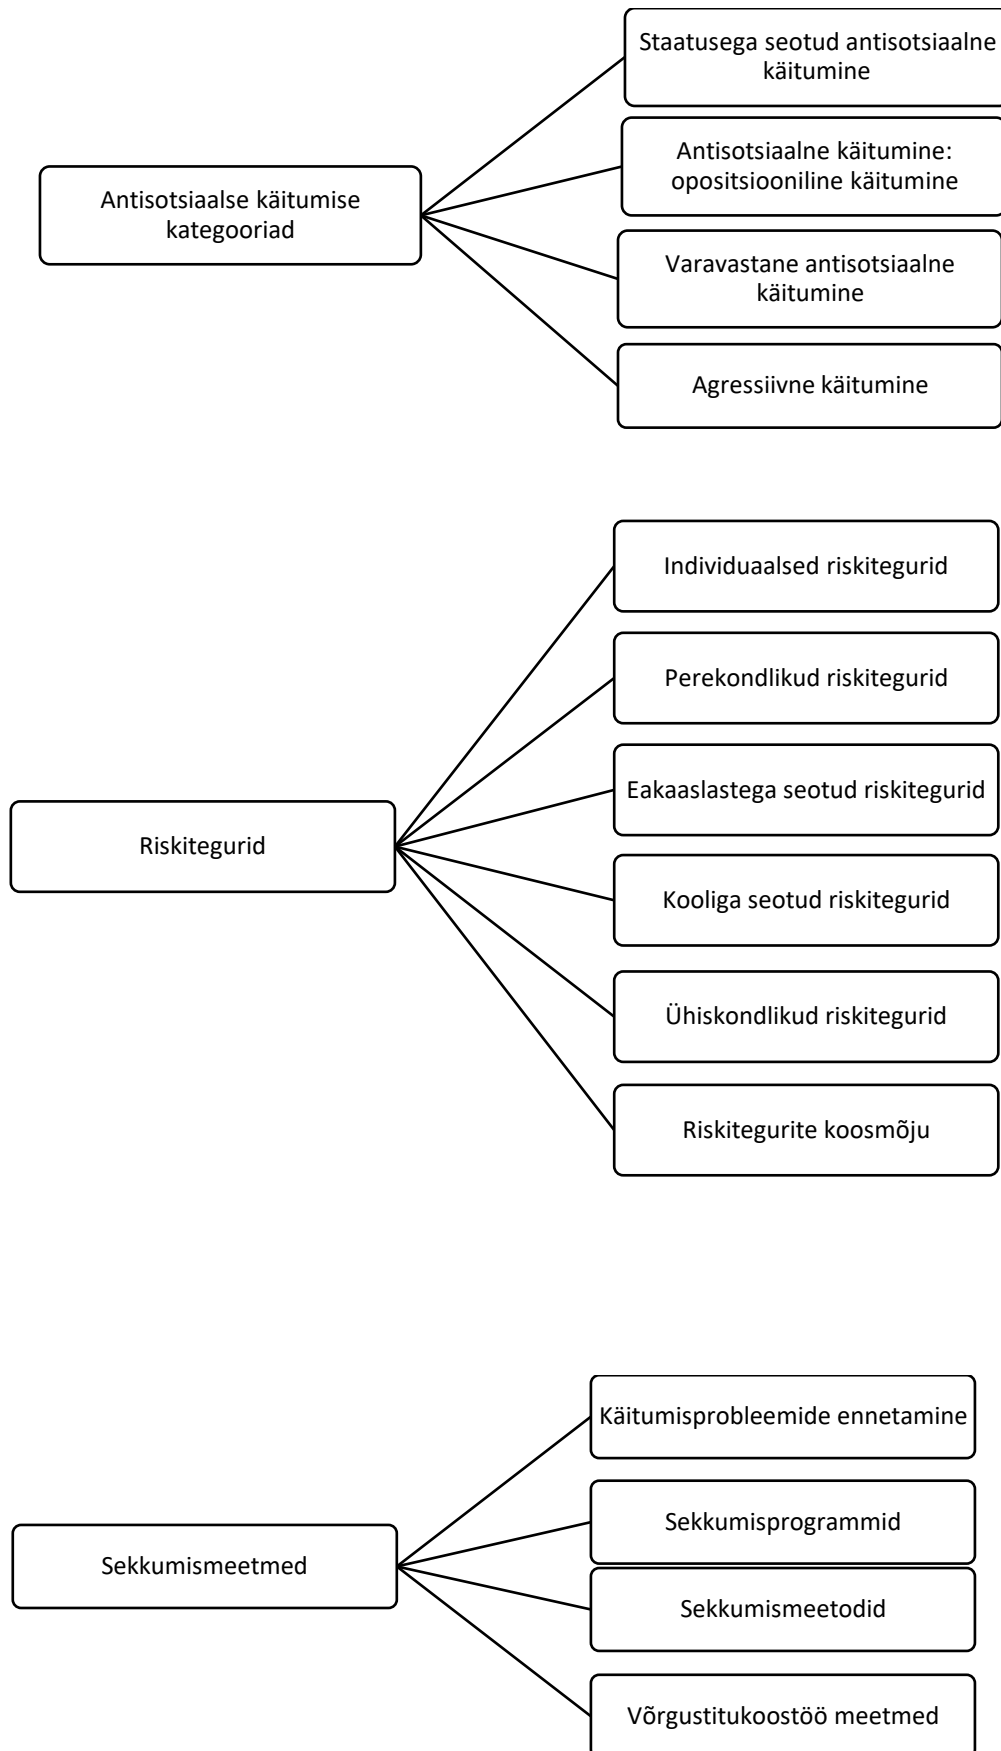 Antisotsiaalse käitumise
kategooriad
Staatusega seotud antisotsiaalne
käitumine
Antisotsiaalne käitumine:
opositsiooniline käitumine
Varavastane antisotsiaalne
käitumine
Agressiivne käitumine
Riskitegurid
Individuaalsed riskitegurid
Perekondlikud riskitegurid
Eakaaslastega seotud riskitegurid
Kooliga seotud riskitegurid
Ühiskondlikud riskitegurid
Riskitegurite koosmõju
Sekkumismeetmed
Käitumisprobleemide ennetamine
Sekkumisprogrammid
Sekkumismeetodid
Võrgustitukoostöö meetmed